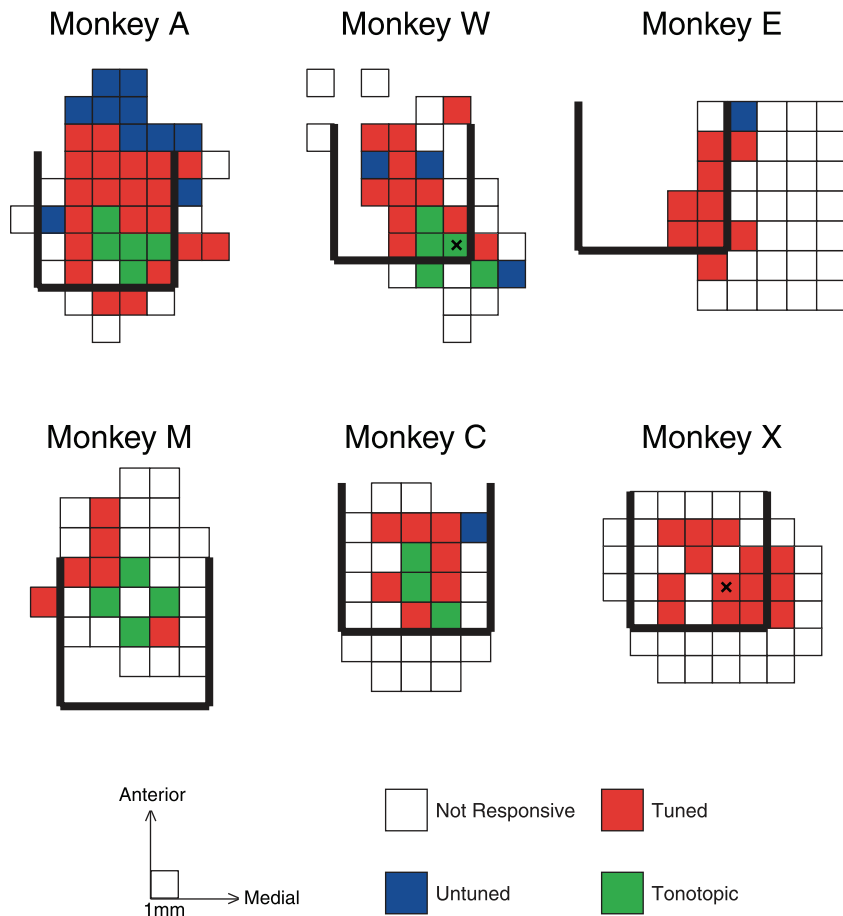 Monkey A
Monkey W
Monkey E
Monkey M
Monkey C
Monkey X
Anterior
Medial
1mm
Not Responsive
Tuned
Untuned
Tonotopic